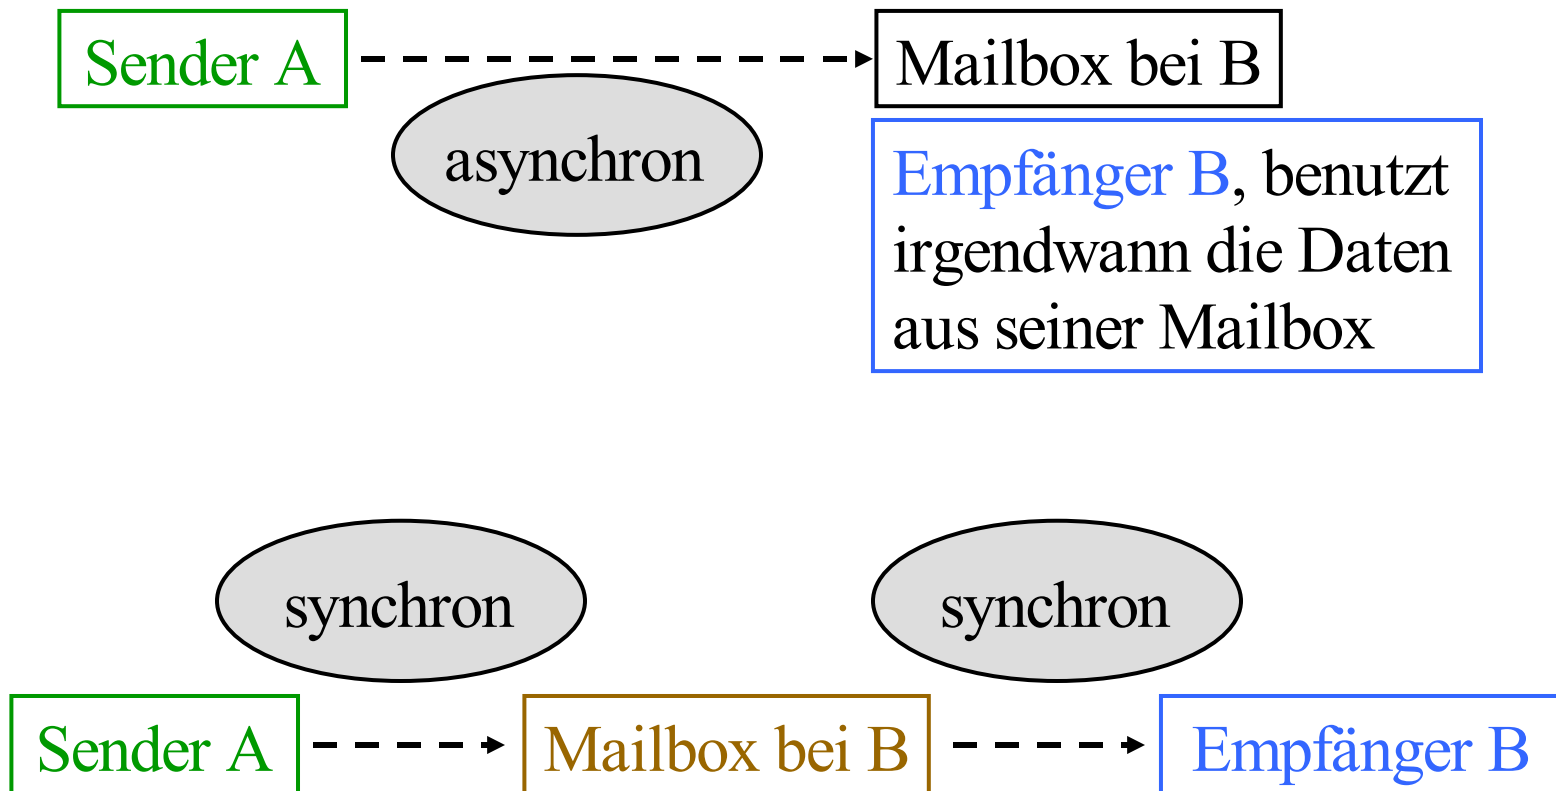 Sender A
Mailbox bei B
asynchron
Empfänger B, benutzt
irgendwann die Daten
aus seiner Mailbox
synchron
synchron
Sender A
Mailbox bei B
Empfänger B